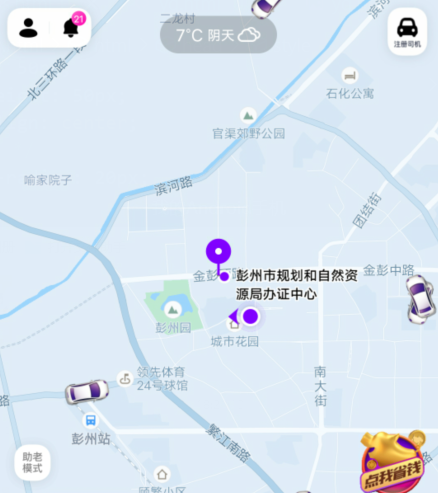 二龙村
21
7°C 阴天
注册司机
滨河
北三环路一段
石化公寓
官渠郊野公园
喻家院子
滨河路
团结街
金彭
路
彭州市规划和自然资
源局办证中心
金彭中路
彭州园
城市花园
领先体育
24号球馆
南大街
路
彭州站
繁江南路
助老
模式
点我省钱
顾繁小区